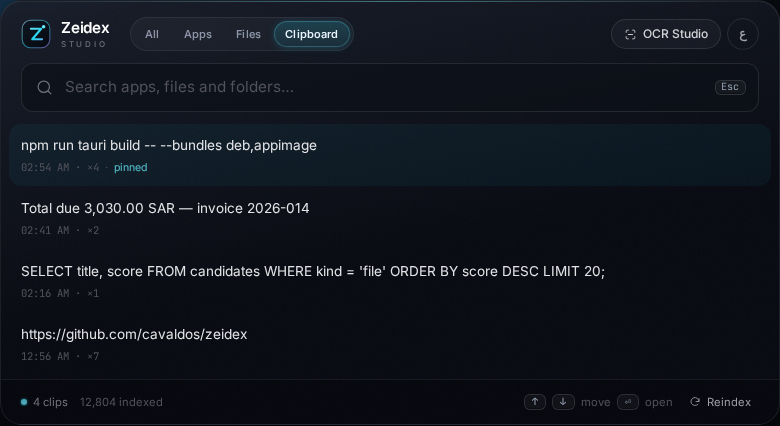 Zeidex
STUDIO
All Apps Files Clipboard
OCR Studio
ع
Search apps, files and folders...
Esc
npm run tauri build -- --bundles deb,appimage
02:54 AM · ×4 · pinned
Total due 3,030.00 SAR — invoice 2026-014
02:41 AM · ×2
SELECT title, score FROM candidates WHERE kind = 'file' ORDER BY score DESC LIMIT 20;
02:16 AM · ×1
https://github.com/cavaldos/zeidex
12:56 AM · ×7
4 clips 12,804 indexed
↑ ↓ move ⏎ open Reindex